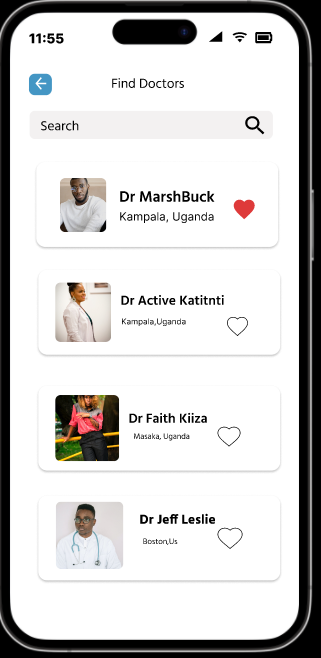 11:55
Find Doctors
Search
Dr MarshBuck
Kampala, Uganda
Dr Active Katitnti
Kampala,Uganda
Dr Faith Kiiza
Masaka, Uganda
Dr Jeff Leslie
Boston,Us